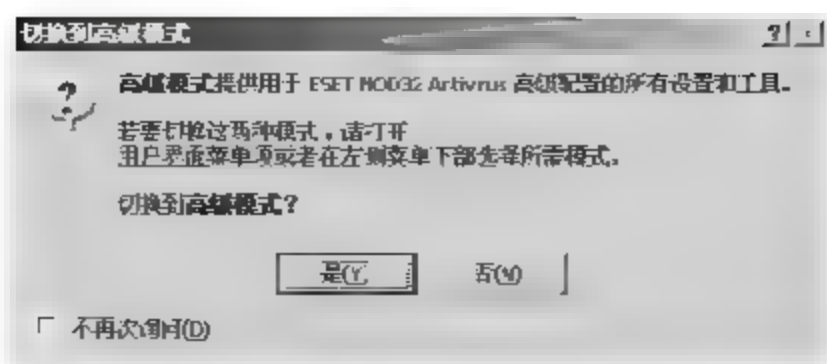 切换到高级模式
高级模式提供用于 ESET NOD32 Antivirus 高级配置的所有设置和工具。
若要切换这两种模式，请打开
用户界面菜单项或者在左侧菜单下部选择所需模式。
切换到高级模式？
是(Y) 否(N)
不再次询问(D)